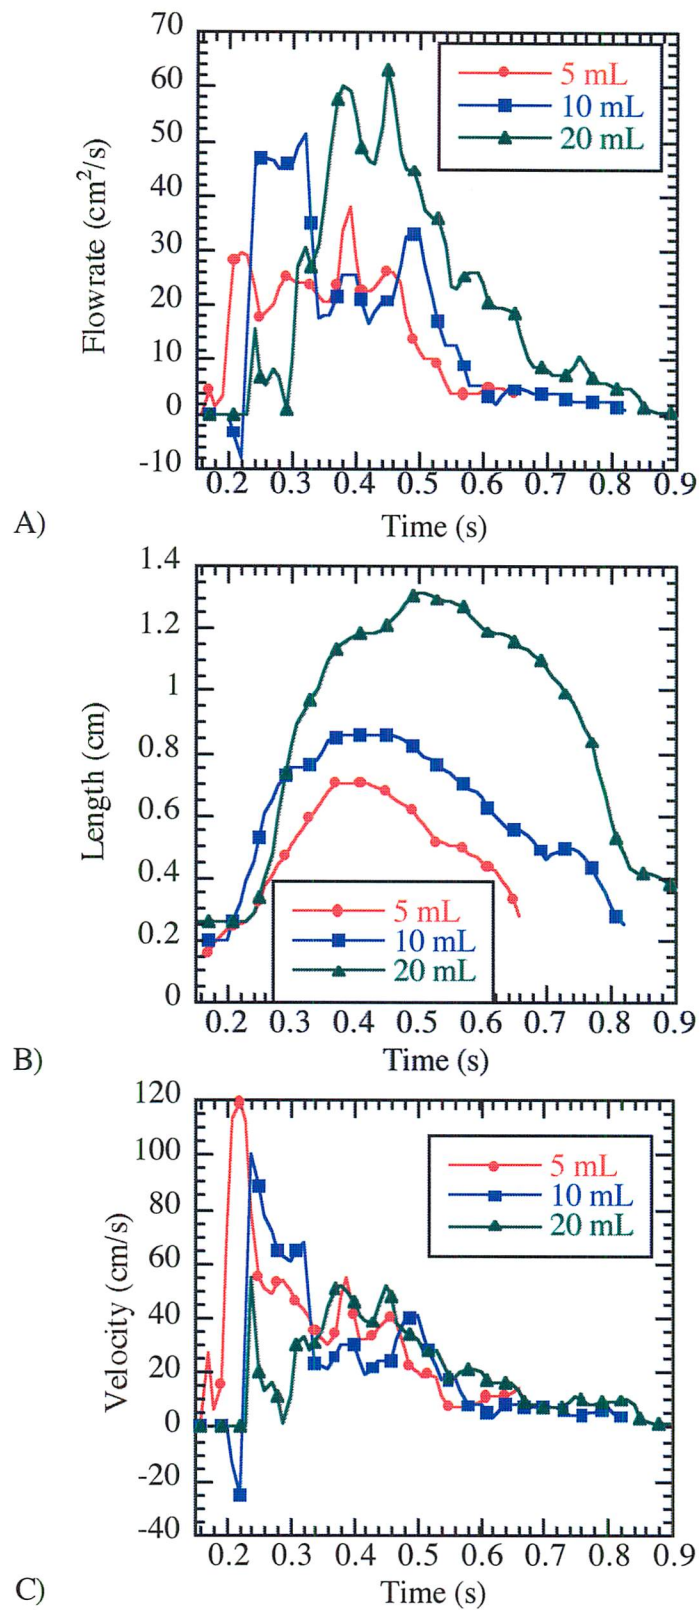 70
60
50
40
30
20
10
0
-10
Flowrate (cm²/s)
5 mL
10 mL
20 mL
0.2 0.3 0.4 0.5 0.6 0.7 0.8 0.9
Time (s)
A)
1.4
1.2
1
0.8
0.6
0.4
0.2
0
Length (cm)
5 mL
10 mL
20 mL
0.2 0.3 0.4 0.5 0.6 0.7 0.8 0.9
Time (s)
B)
120
100
80
60
40
20
0
-20
-40
Velocity (cm/s)
5 mL
10 mL
20 mL
0.2 0.3 0.4 0.5 0.6 0.7 0.8 0.9
Time (s)
C)